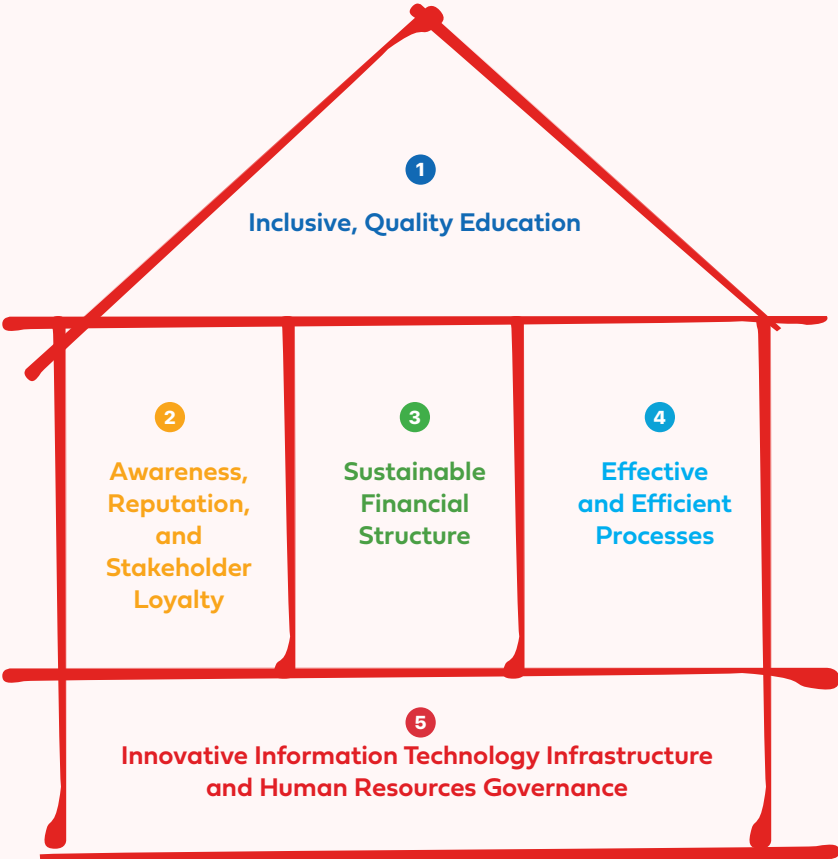 1
Inclusive, Quality Education
2
Awareness,
Reputation,
and
Stakeholder
Loyalty
3
Sustainable
Financial
Structure
4
Effective
and Efficient
Processes
5
Innovative Information Technology Infrastructure
and Human Resources Governance